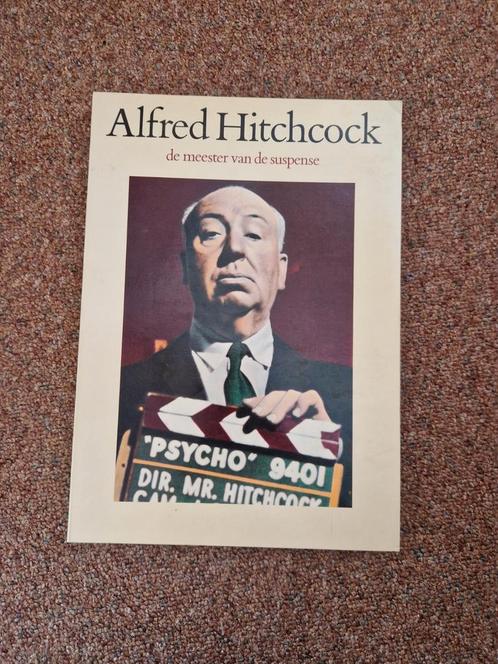 Alfred Hitchcock
de meester van de suspense
"PSYCHO" 9401
DIR. MR. HITCHCOCK